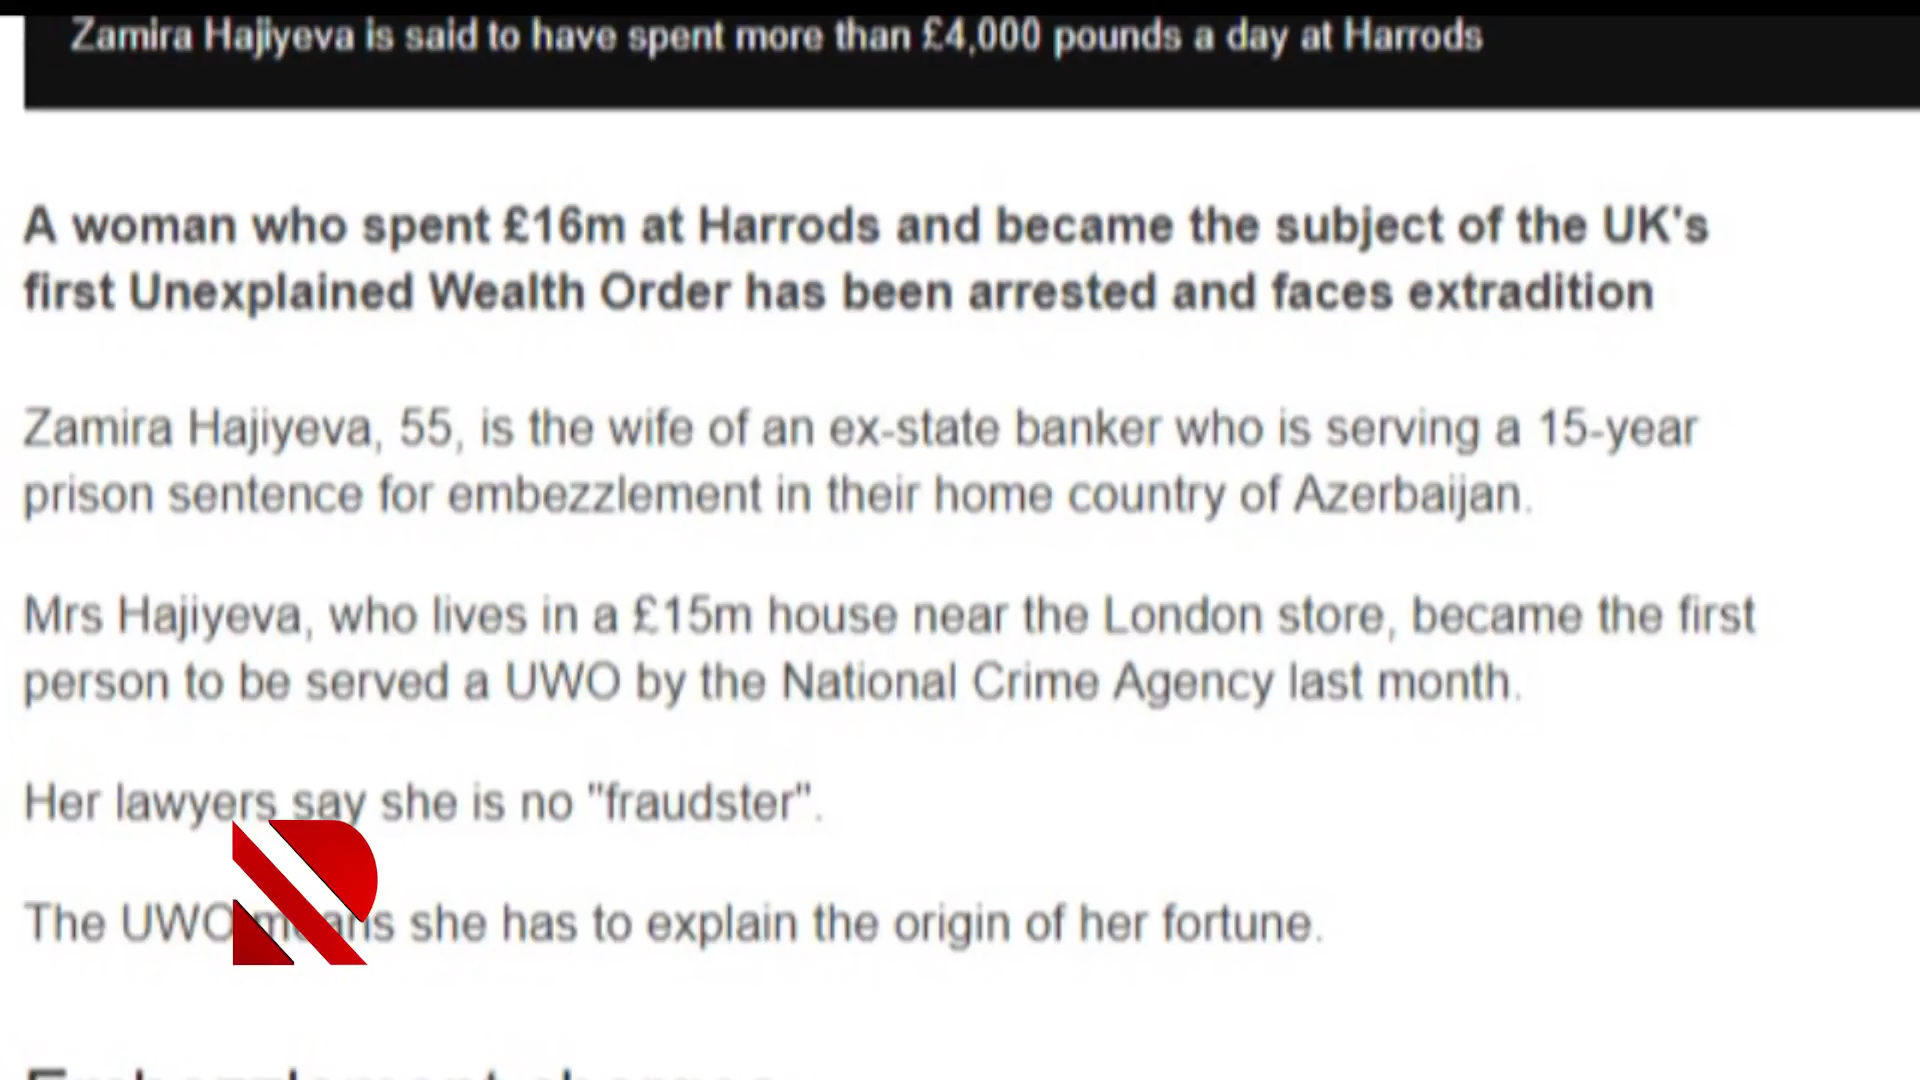 Zamira Hajiyeva is said to have spent more than £4,000 pounds a day at Harrods
A woman who spent £16m at Harrods and became the subject of the UK's
first Unexplained Wealth Order has been arrested and faces extradition
Zamira Hajiyeva, 55, is the wife of an ex-state banker who is serving a 15-year
prison sentence for embezzlement in their home country of Azerbaijan.
Mrs Hajiyeva, who lives in a £15m house near the London store, became the first
person to be served a UWO by the National Crime Agency last month.
Her lawyers say she is no "fraudster".
The UWO means she has to explain the origin of her fortune.
Embezzlement charges